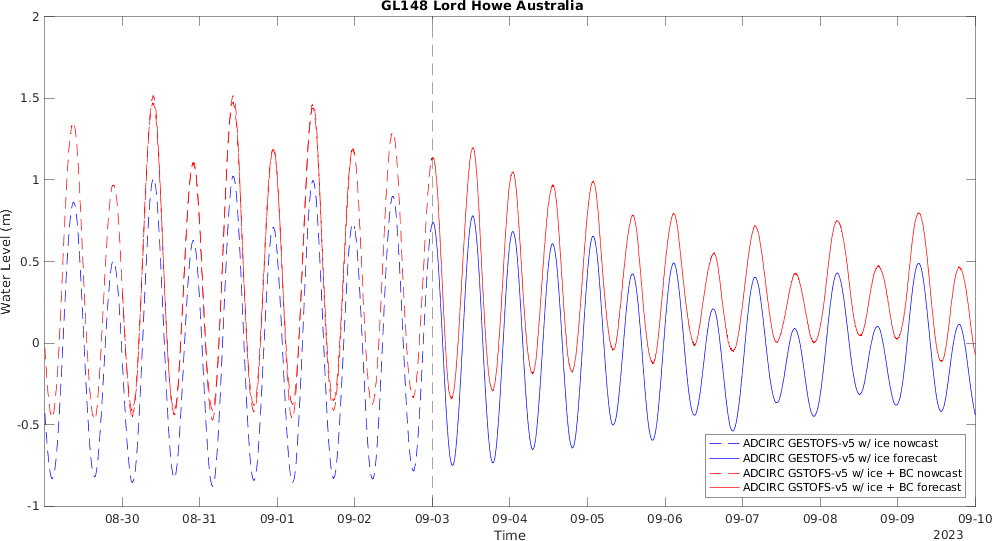 GL148 Lord Howe Australia
2
1.5
1
0.5
0
-0.5
-1
Water Level (m)
08-30
08-31
09-01
09-02
09-03
09-04
09-05
09-06
09-07
09-08
09-09
09-10
Time
2023
ADCIRC GESTOFS-v5 w/ ice nowcast
ADCIRC GESTOFS-v5 w/ ice forecast
ADCIRC GSTOFS-v5 w/ ice + BC nowcast
ADCIRC GSTOFS-v5 w/ ice + BC forecast